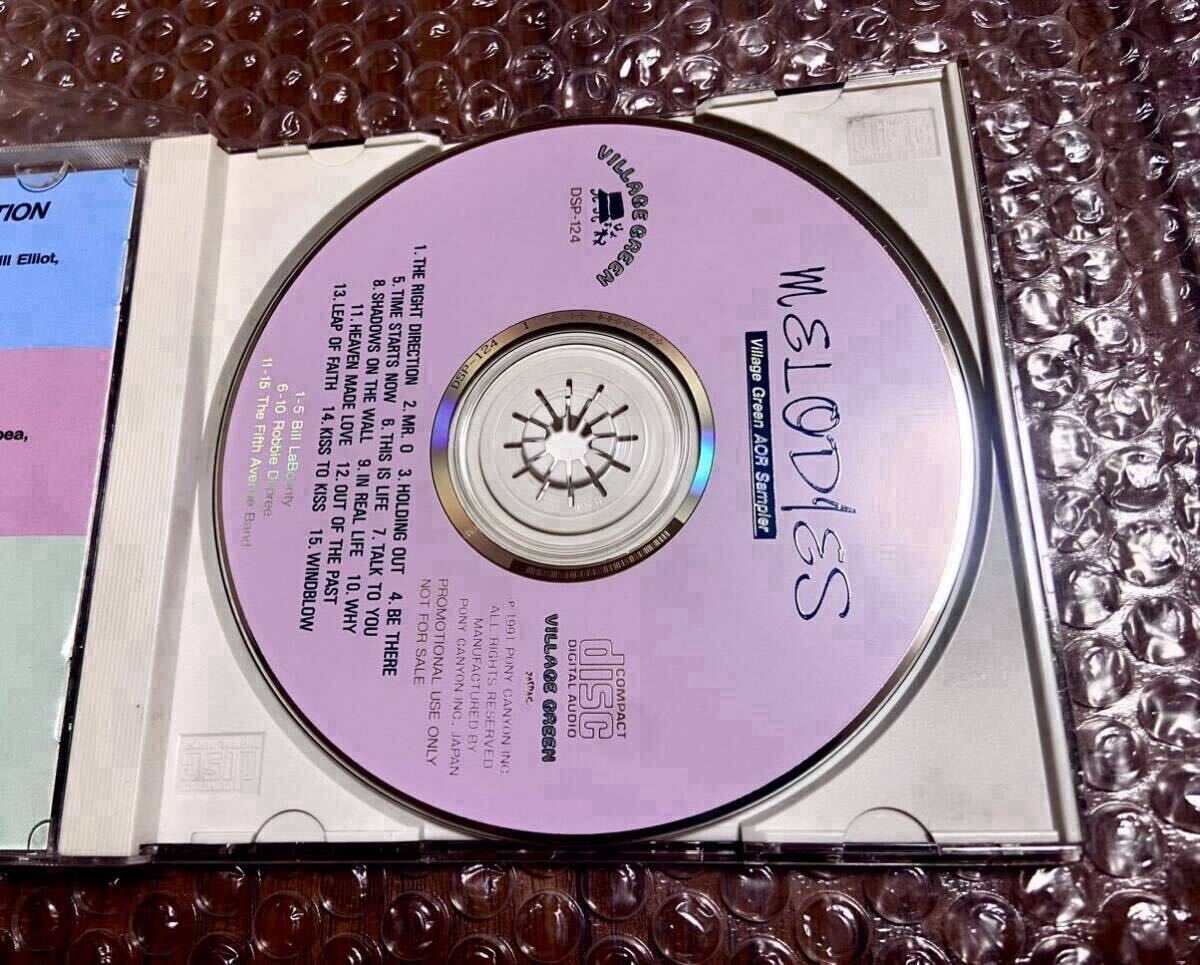 TION
ill Elliot,
pea,
MELODIES
Village Green AOR Sampler
VILLAGE GREEN
DSP-124
DSP-124 1
COMPACT
disc
DIGITAL AUDIO
VILLAGE GREEN
JASRAC
1. THE RIGHT DIRECTION 2. MR. O 3. HOLDING OUT 4. BE THERE
5. TIME STARTS NOW 6. THIS IS LIFE 7. TALK TO YOU
8. SHADOWS ON THE WALL 9. IN REAL LIFE 10. WHY
11. HEAVEN MADE LOVE 12. OUT OF THE PAST
13. LEAP OF FAITH 14. KISS TO KISS 15. WINDBLOW
1-5 Bill LaBounty
6-10 Robbie Dupree
11-15 The Fifth Avenue Band
P 1991 PONY CANYON INC.
ALL RIGHTS RESERVED
MANUFACTURED BY
PONY CANYON INC. JAPAN
PROMOTIONAL USE ONLY
NOT FOR SALE
disc
disc